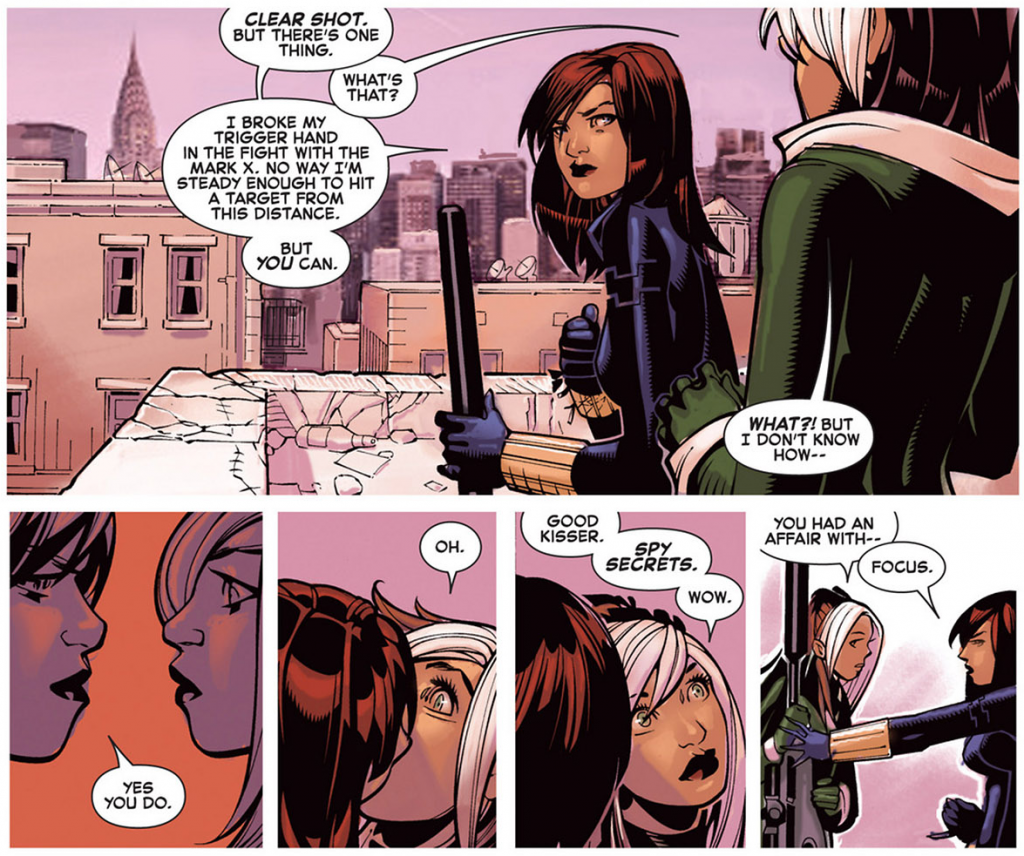 CLEAR SHOT.
BUT THERE'S ONE
THING.
WHAT'S
THAT?
I BROKE MY
TRIGGER HAND
IN THE FIGHT WITH THE
MARK X. NO WAY I'M
STEADY ENOUGH TO HIT
A TARGET FROM
THIS DISTANCE.
BUT
YOU CAN.
WHAT?! BUT
I DON'T KNOW
HOW--
YES
YOU DO.
OH.
GOOD
KISSER.
SPY
SECRETS.
WOW.
YOU HAD AN
AFFAIR WITH--
FOCUS.